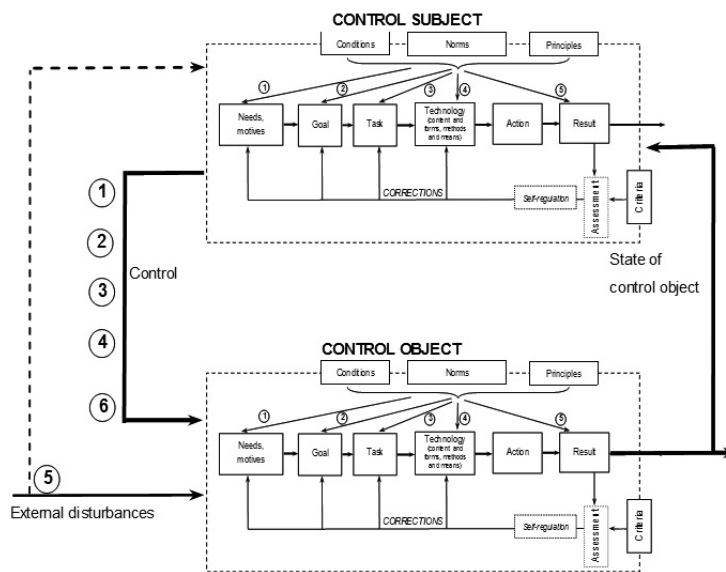 CONTROL SUBJECT
Conditions
Norms
Principles
1
2
3
4
5
Needs,
motives
Goal
Task
Technology
(content and
forms, methods
and means)
Action
Result
CORRECTIONS
Self-regulation
Assessment
Criteria
1
2
3
4
6
5
Control
State of
control object
External disturbances
CONTROL OBJECT
Conditions
Norms
Principles
1
2
3
4
5
Needs,
motives
Goal
Task
Technology
(content and
forms, methods
and means)
Action
Result
CORRECTIONS
Self-regulation
Assessment
Criteria